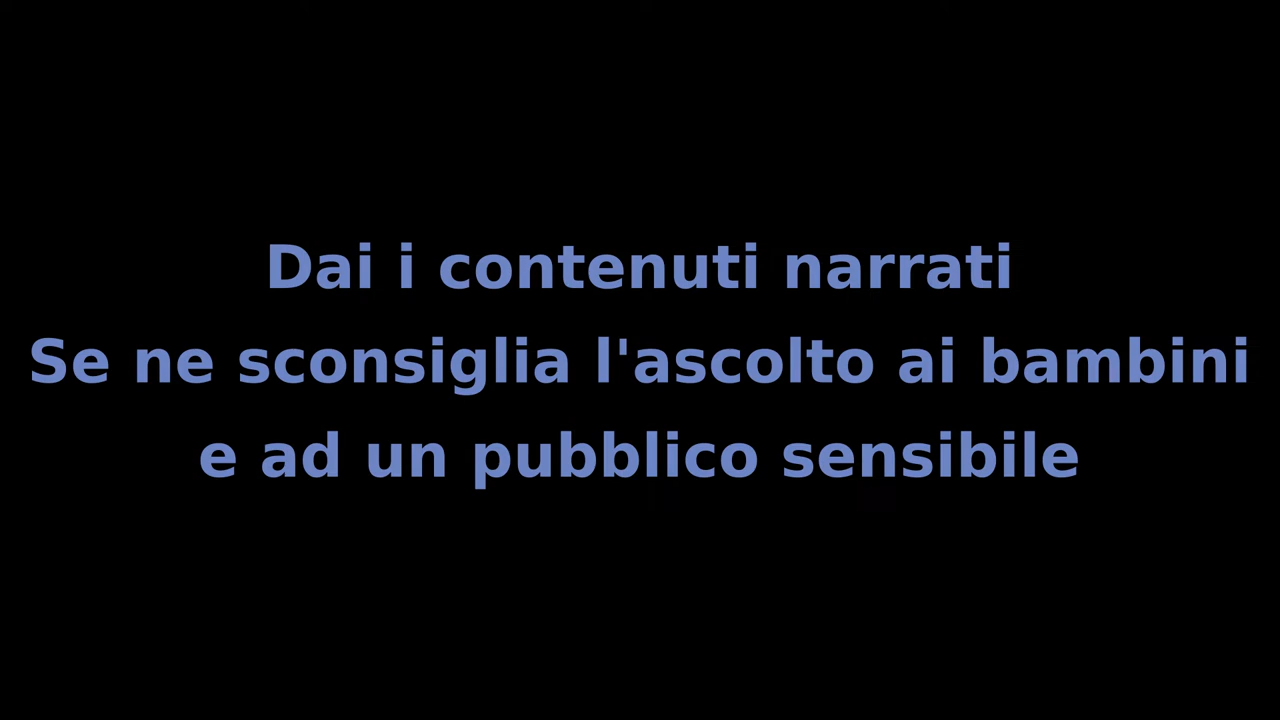 Dai i contenuti narrati
Se ne sconsiglia l'ascolto ai bambini
e ad un pubblico sensibile